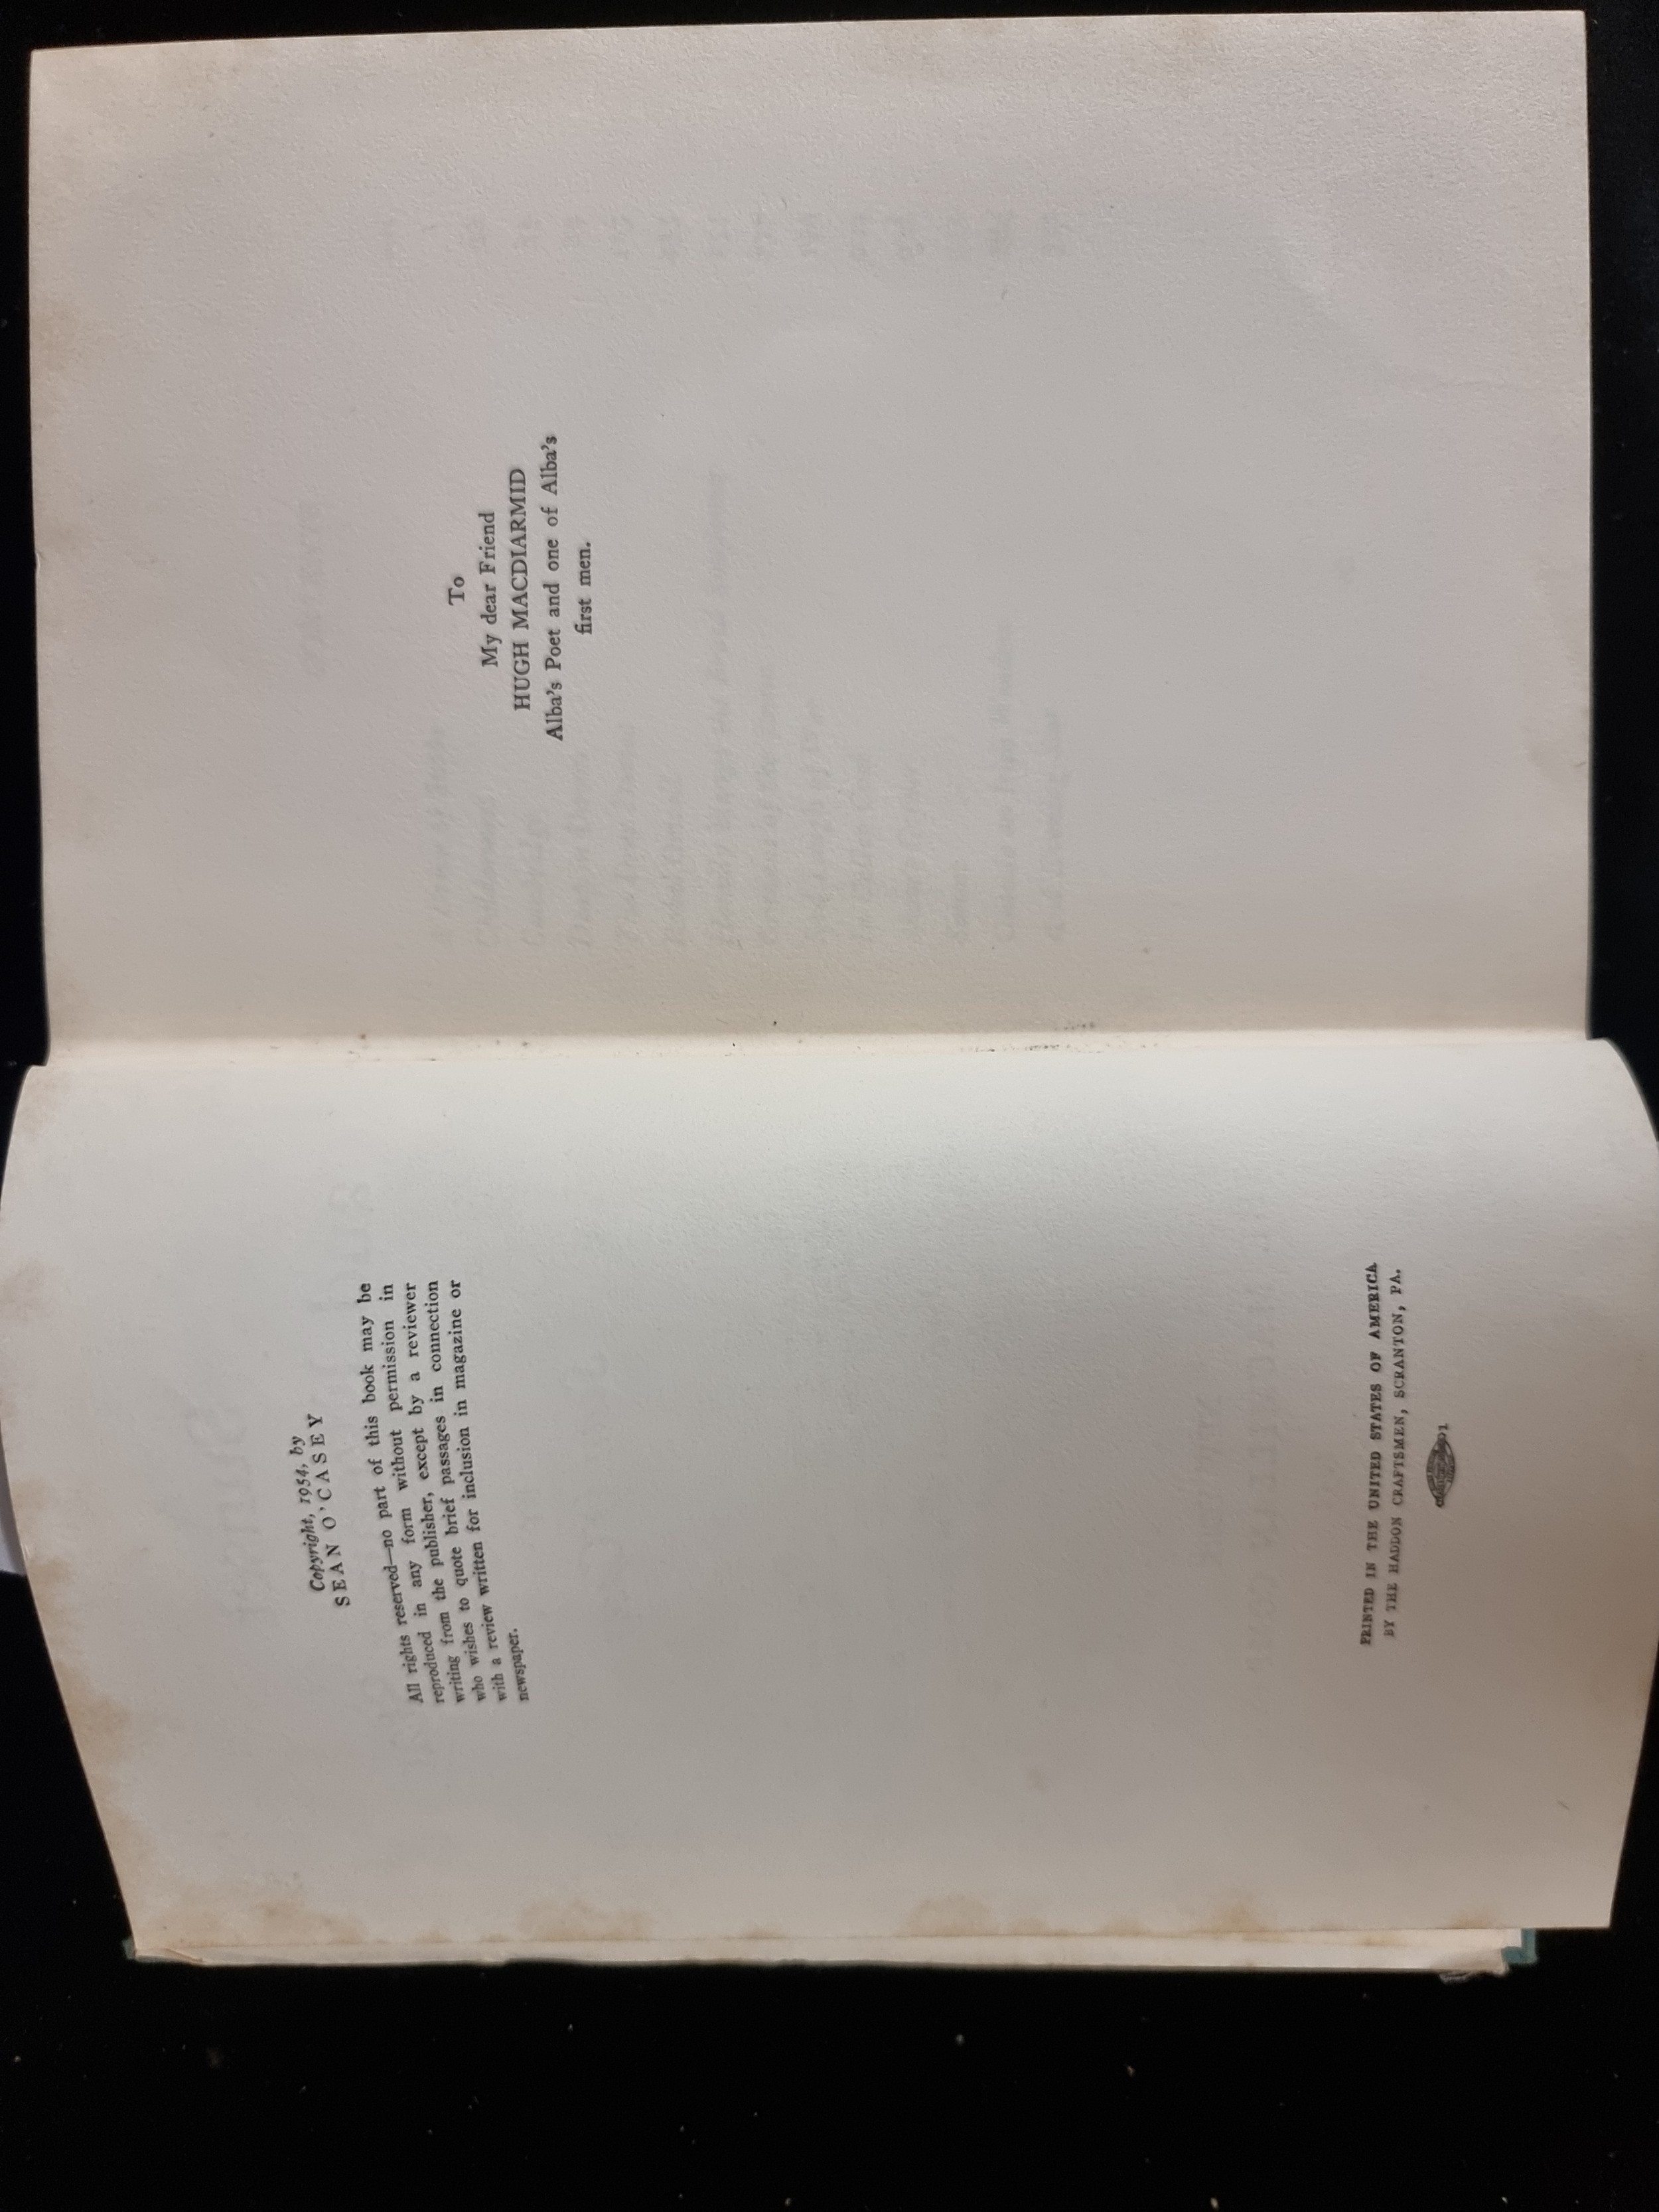 Copyright, 1954, by
SEAN O'CASEY
All rights reserved—no part of this book may be
reproduced in any form without permission in
writing from the publisher, except by a reviewer
who wishes to quote brief passages in connection
with a review written for inclusion in magazine or
newspaper.
PRINTED IN THE UNITED STATES OF AMERICA
BY THE HADDON CRAFTSMEN, SCRANTON, PA.
To
My dear Friend
HUGH MACDIARMID
Alba's Poet and one of Alba's
first men.